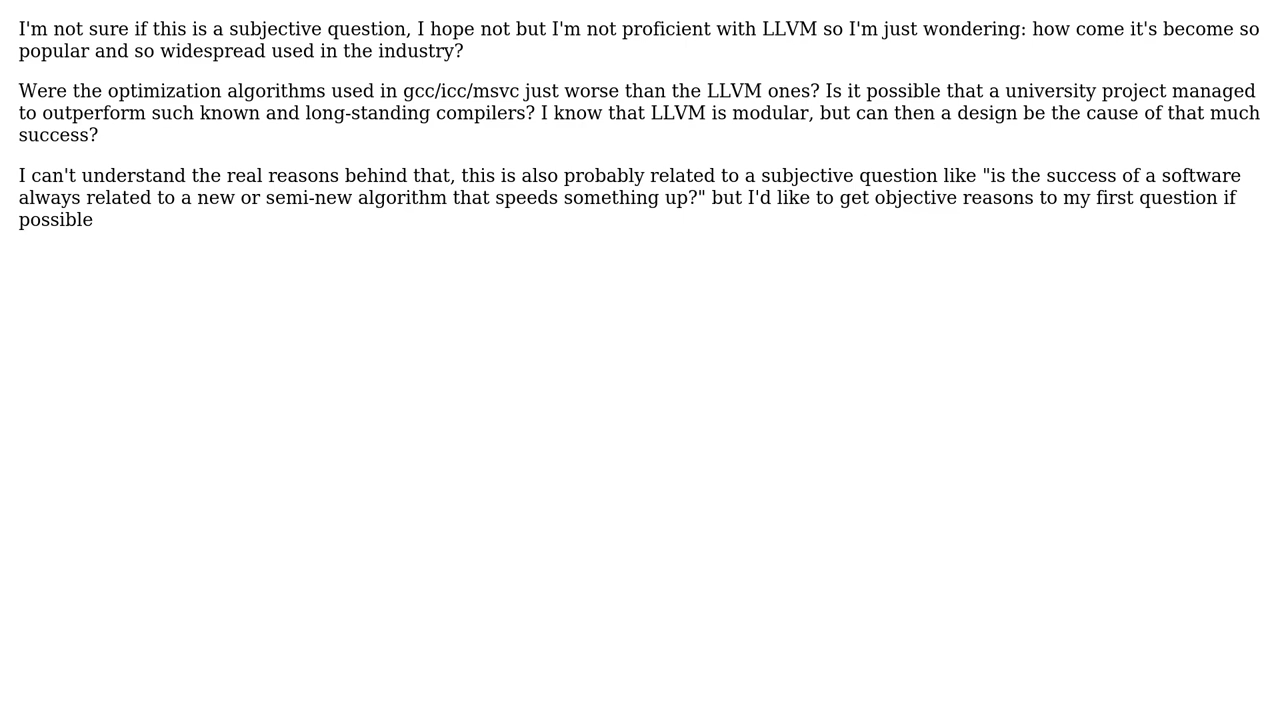 I'm not sure if this is a subjective question, I hope not but I'm not proficient with LLVM so I'm just wondering: how come it's become so
popular and so widespread used in the industry?
Were the optimization algorithms used in gcc/icc/msvc just worse than the LLVM ones? Is it possible that a university project managed
to outperform such known and long-standing compilers? I know that LLVM is modular, but can then a design be the cause of that much
success?
I can't understand the real reasons behind that, this is also probably related to a subjective question like "is the success of a software
always related to a new or semi-new algorithm that speeds something up?" but I'd like to get objective reasons to my first question if
possible